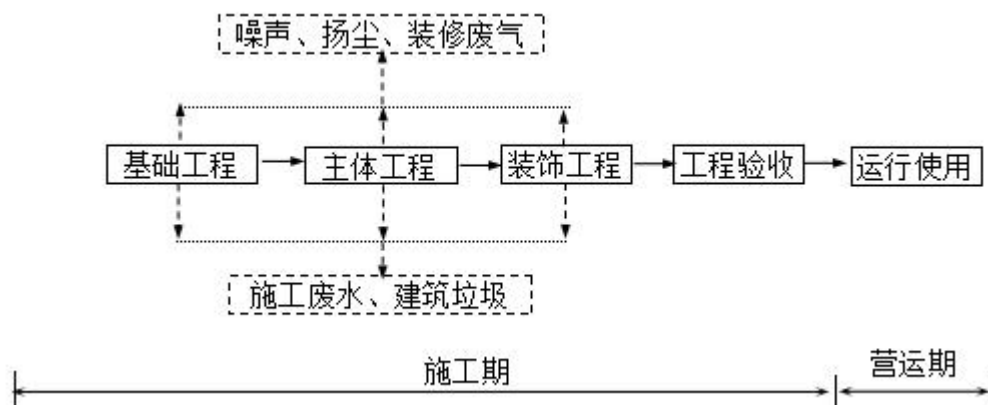 噪声、扬尘、装修废气
基础工程 主体工程 装饰工程 工程验收 运行使用
施工废水、建筑垃圾
施工期 营运期